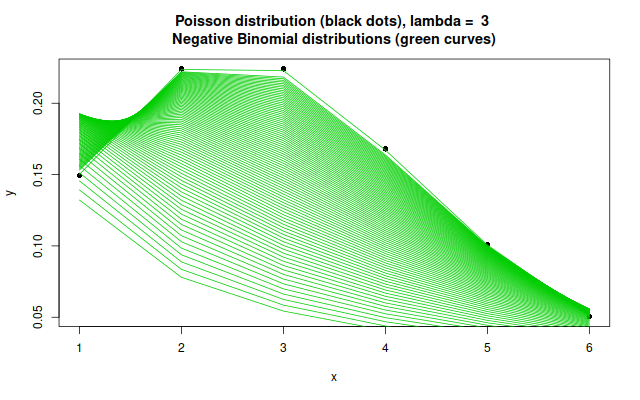 Poisson distribution (black dots), lambda = 3
Negative Binomial distributions (green curves)
0.20
0.15
0.10
0.05
y
1 2 3 4 5 6
x